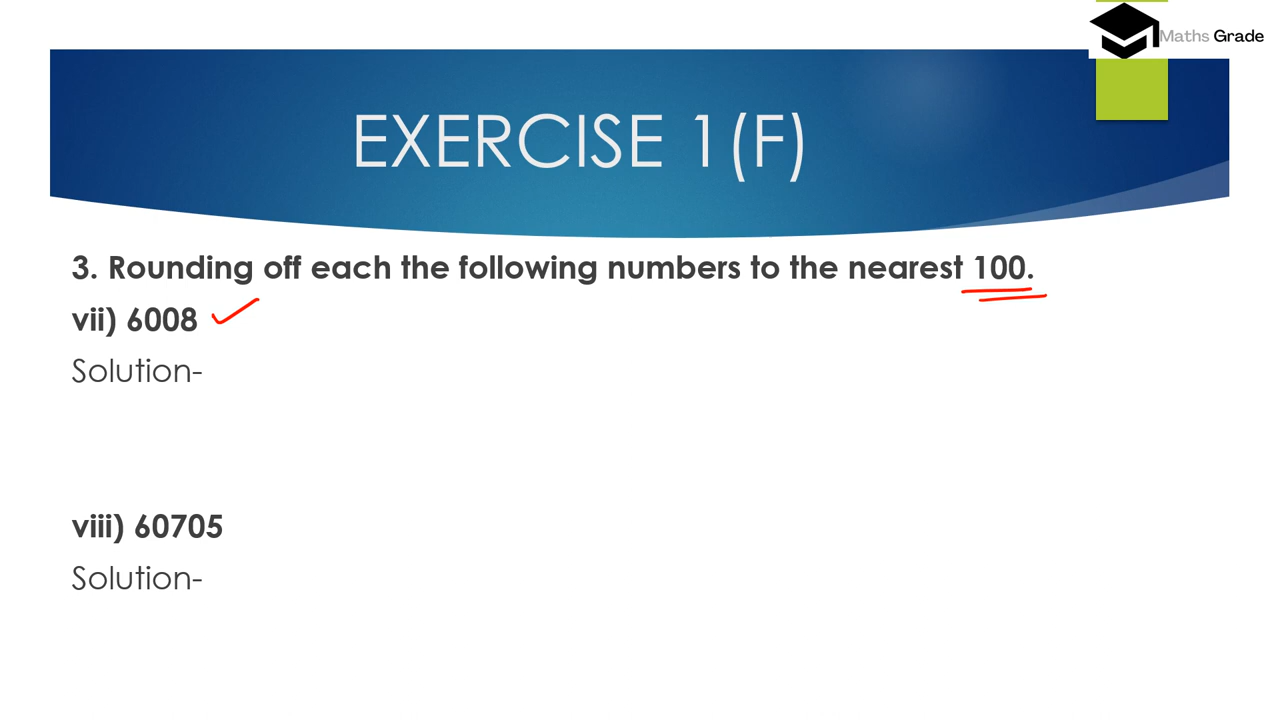 Maths Grade
EXERCISE 1(F)
3. Rounding off each the following numbers to the nearest 100.
vii) 6008
Solution-
viii) 60705
Solution-